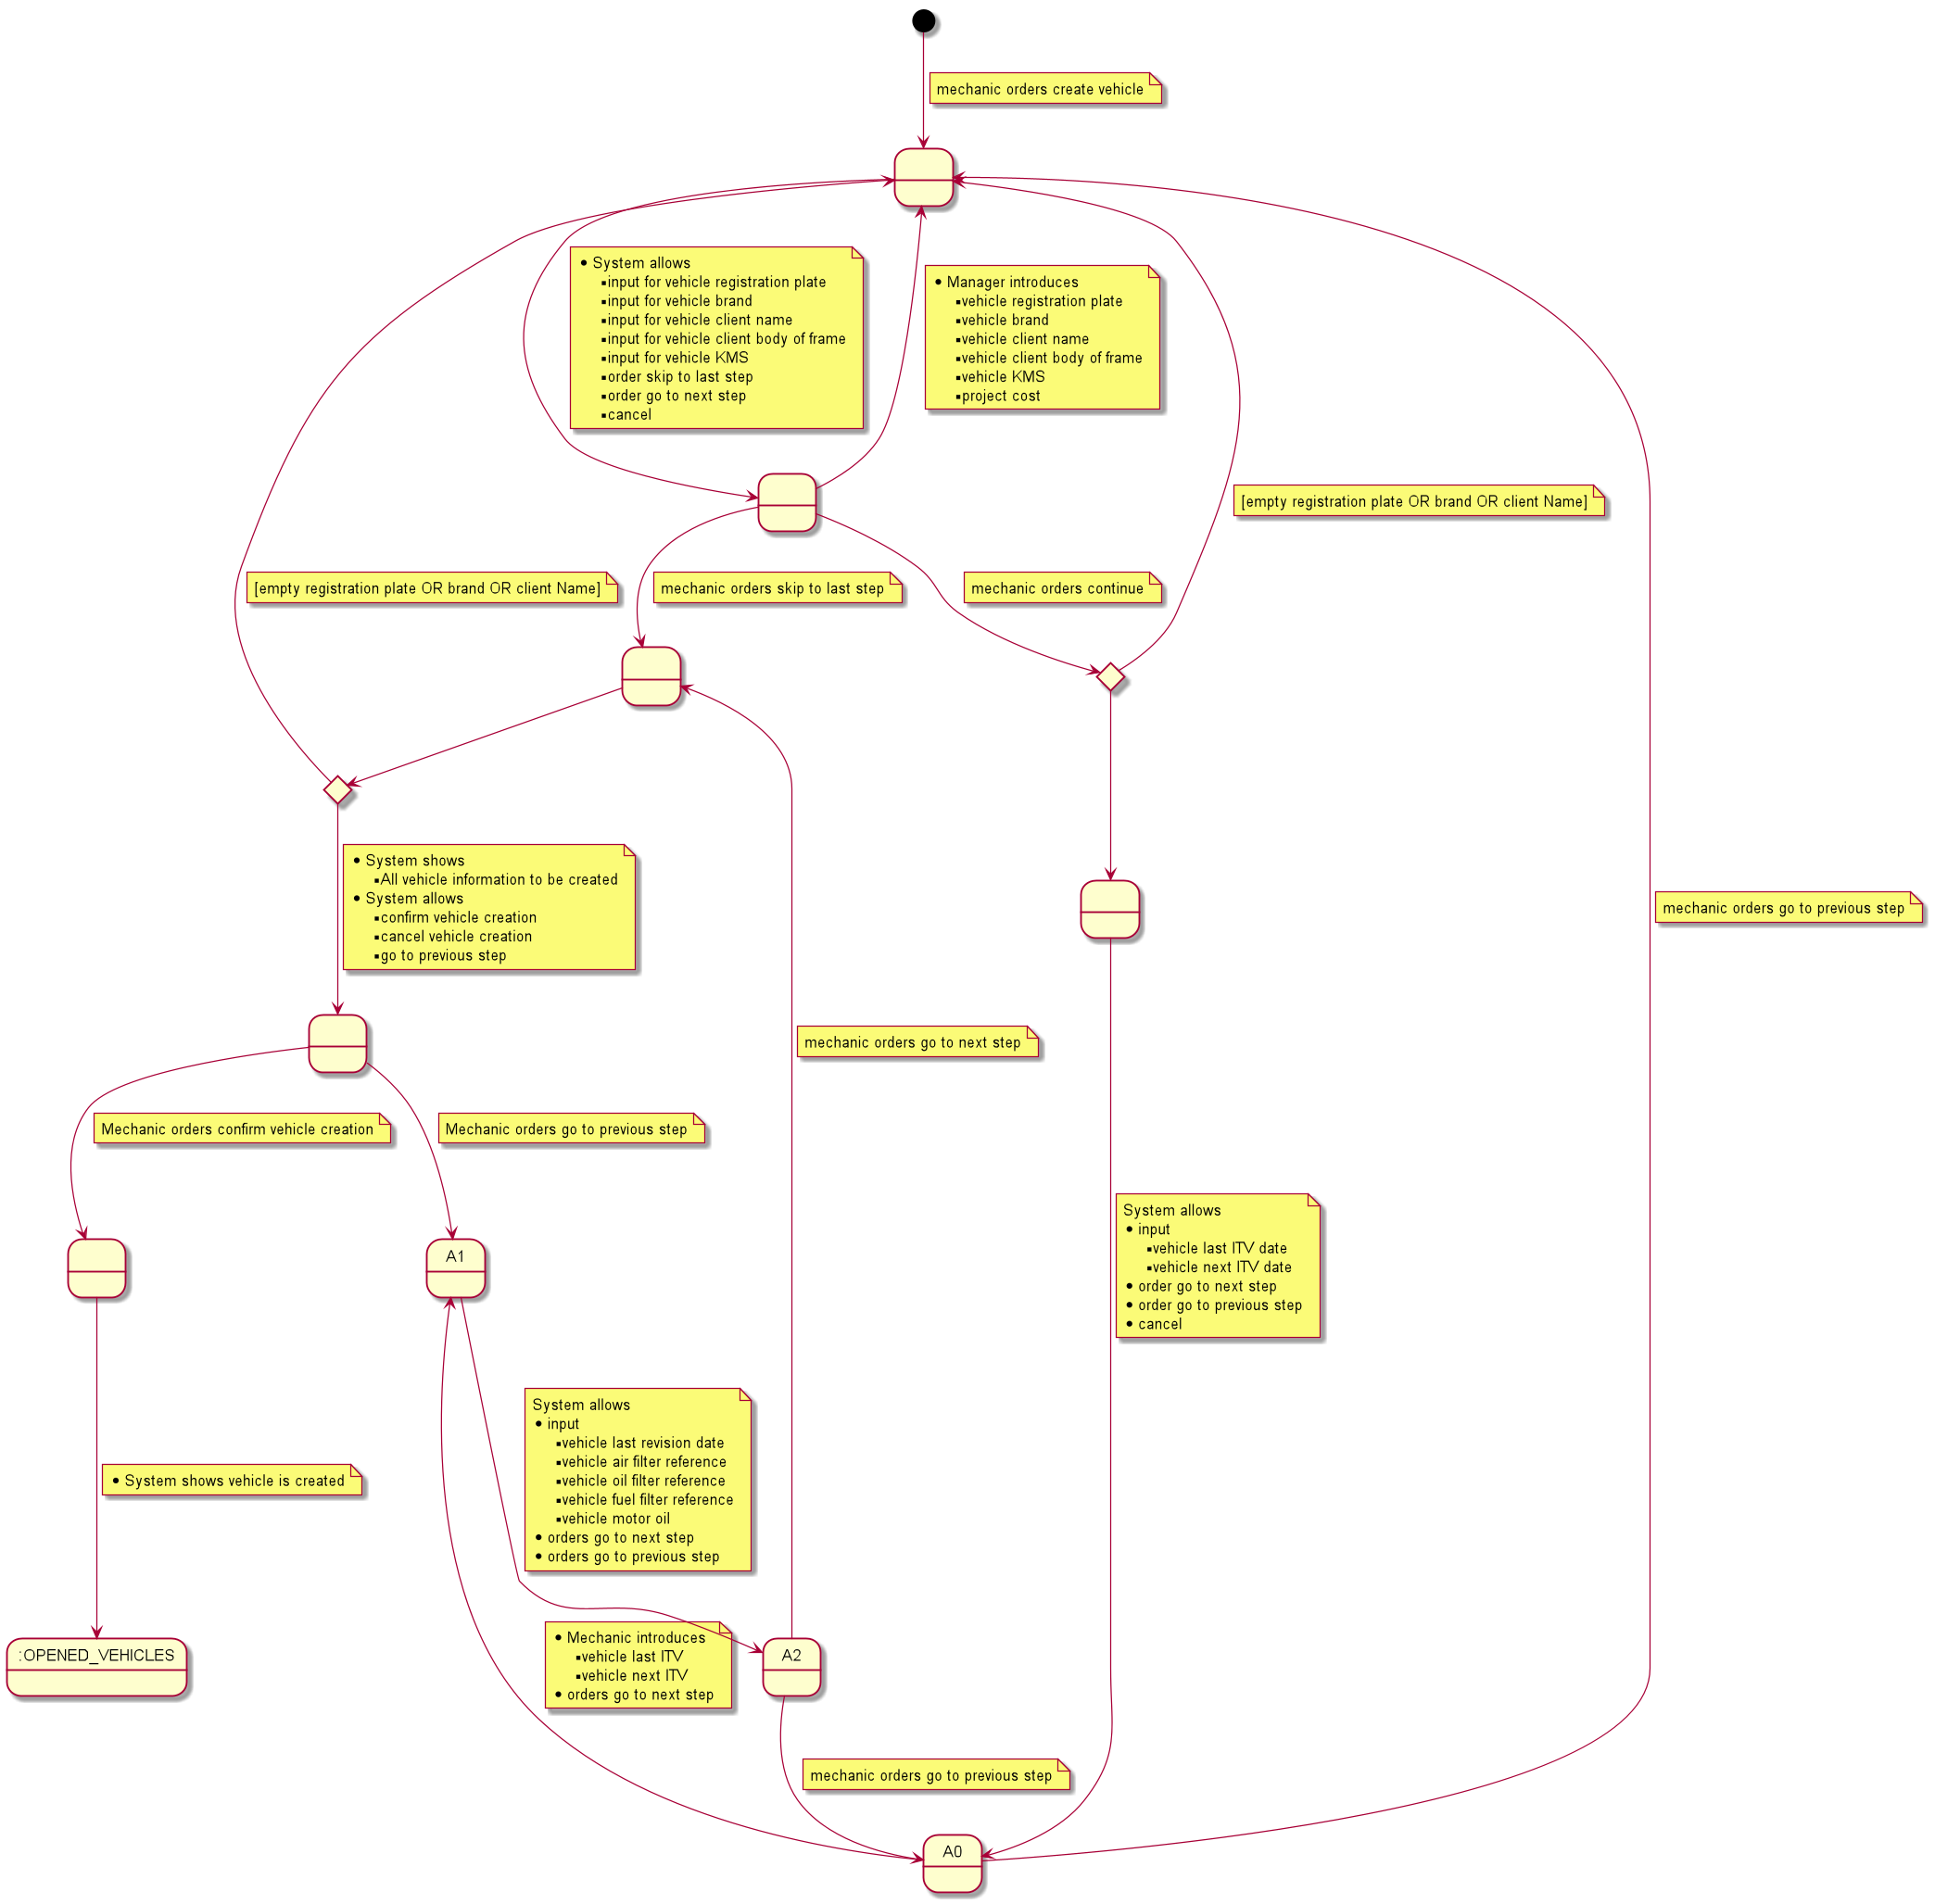 mechanic orders create vehicle
• System allows
▪ input for vehicle registration plate
▪ input for vehicle brand
▪ input for vehicle client name
▪ input for vehicle client body of frame
▪ input for vehicle KMS
▪ order skip to last step
▪ order go to next step
▪ cancel
• Manager introduces
▪ vehicle registration plate
▪ vehicle brand
▪ vehicle client name
▪ vehicle client body of frame
▪ vehicle KMS
▪ project cost
[empty registration plate OR brand OR client Name]
[empty registration plate OR brand OR client Name]
mechanic orders skip to last step
mechanic orders continue
• System shows
▪ All vehicle information to be created
• System allows
▪ confirm vehicle creation
▪ cancel vehicle creation
▪ go to previous step
mechanic orders go to previous step
mechanic orders go to next step
Mechanic orders confirm vehicle creation
Mechanic orders go to previous step
System allows
• input
▪ vehicle last ITV date
▪ vehicle next ITV date
• order go to next step
• order go to previous step
• cancel
A1
System allows
• input
▪ vehicle last revision date
▪ vehicle air filter reference
▪ vehicle oil filter reference
▪ vehicle fuel filter reference
▪ vehicle motor oil
• orders go to next step
• orders go to previous step
• System shows vehicle is created
• Mechanic introduces
▪ vehicle last ITV
▪ vehicle next ITV
• orders go to next step
:OPENED_VEHICLES
A2
mechanic orders go to previous step
A0